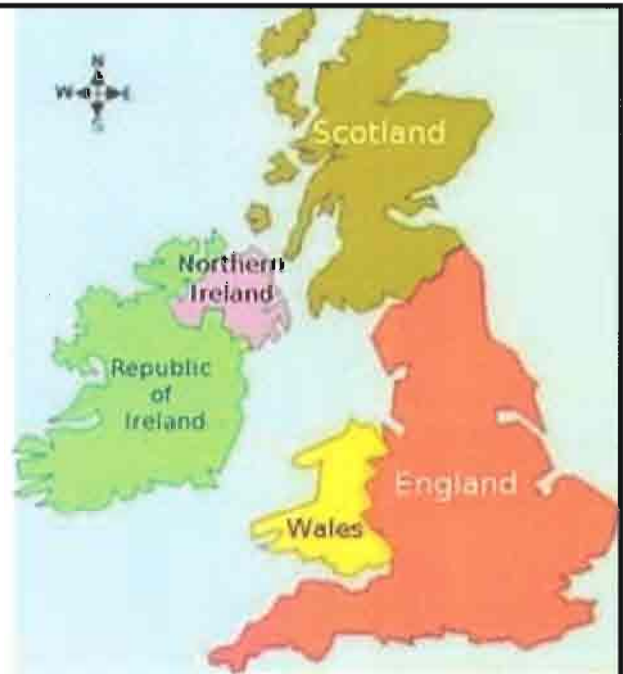 N
W E
S
Scotland
Northern
Ireland
Republic
of
Ireland
England
Wales